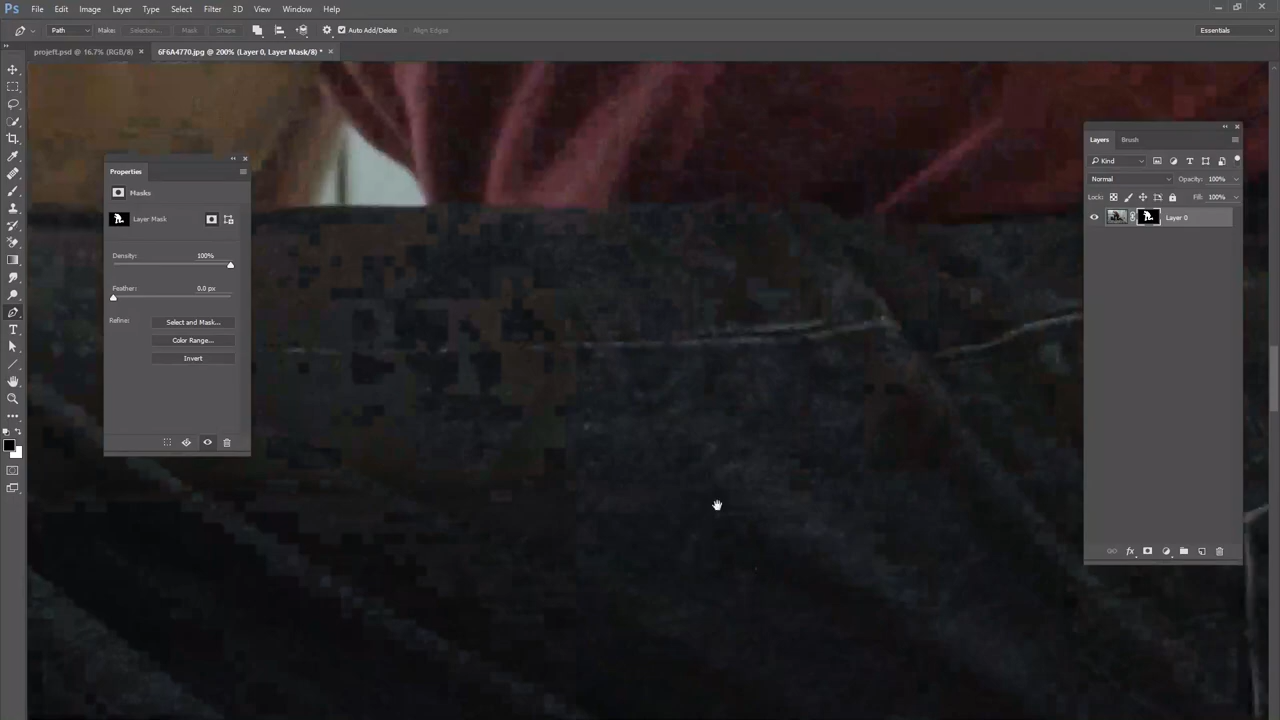 Ps File Edit Image Layer Type Select Filter 3D View Window Help
Path Make: Selection... Mask Shape Auto Add/Delete Align Edges Essentials
projeft.psd @ 16.7% (RGB/8) × 6F6A4770.jpg @ 200% (Layer 0, Layer Mask/8) * ×
Properties
Masks
Layer Mask
Density: 100%
Feather: 0.0 px
Refine: Select and Mask...
Color Range...
Invert
Layers Brush
Kind
Normal Opacity: 100%
Lock: Fill: 100%
Layer 0
fx